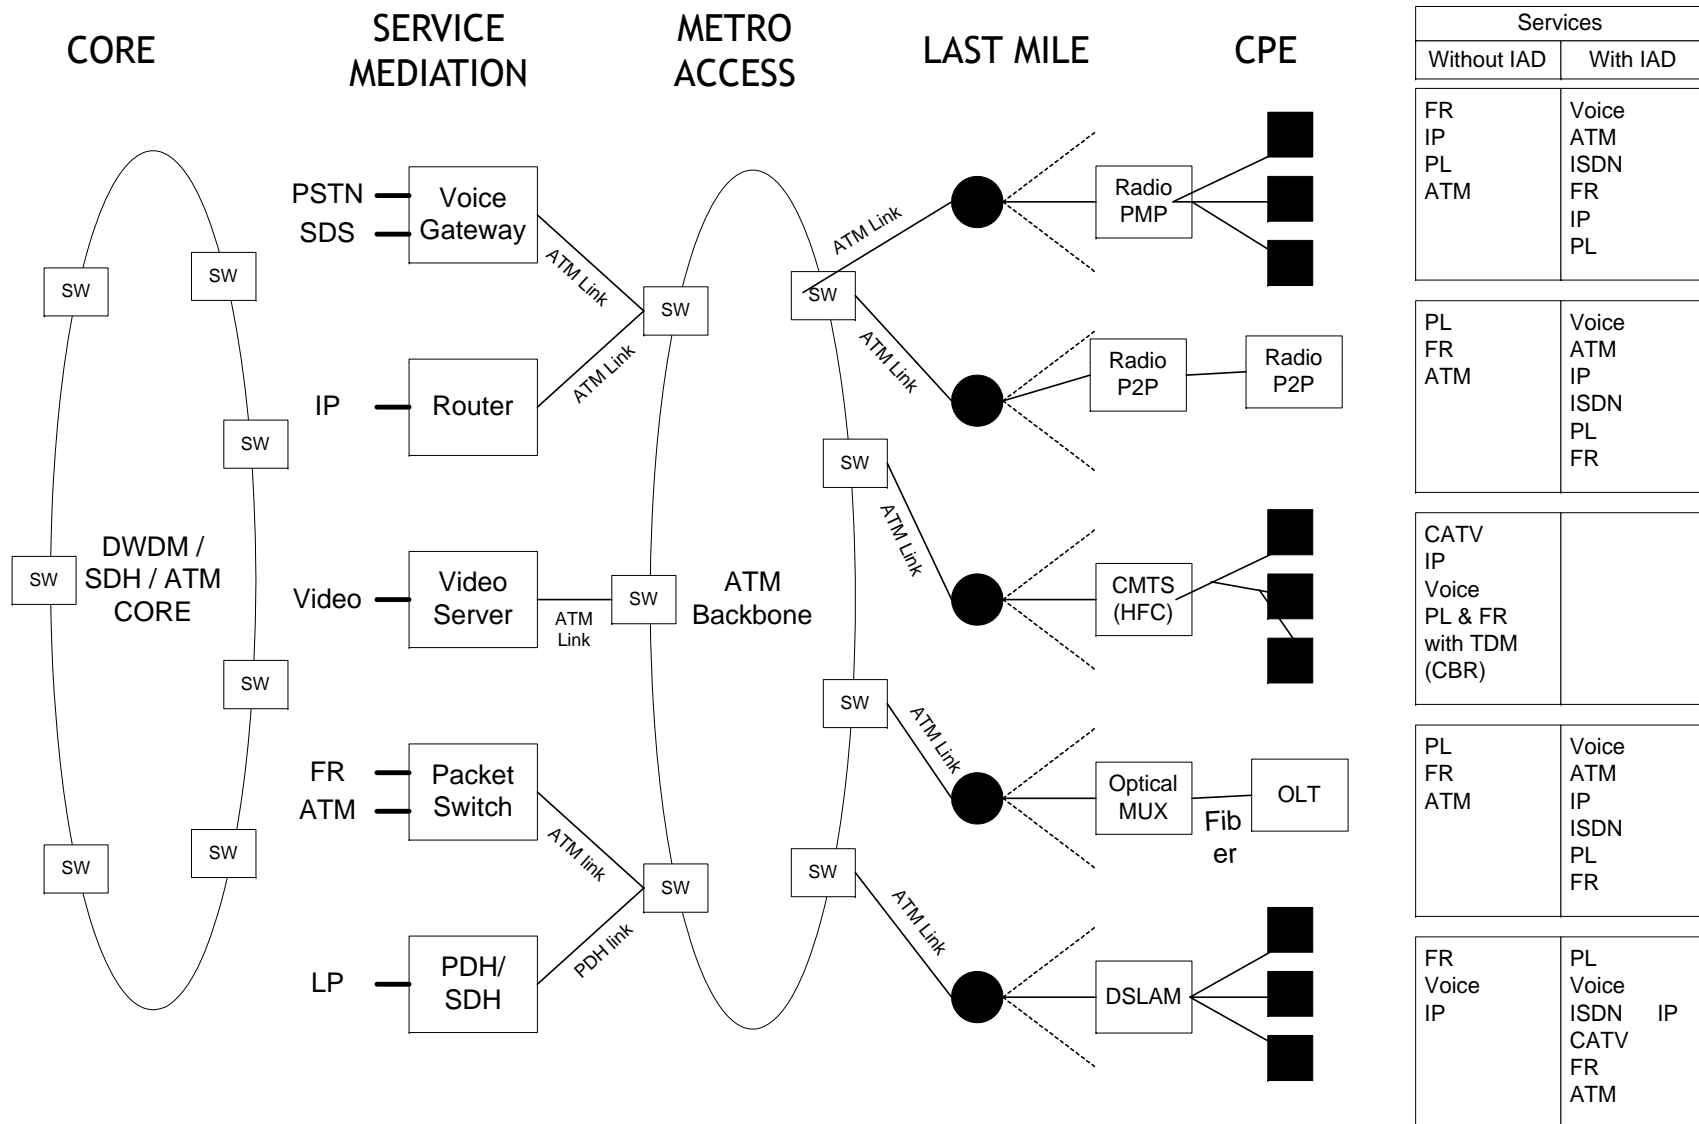 CORE
SERVICE
MEDIATION
METRO
ACCESS
LAST MILE
CPE
Services
Without IAD
With IAD
SW
SW
SW
SW
SW
SW
SW
DWDM /
SDH / ATM
CORE
PSTN
SDS
Voice
Gateway
ATM Link
IP
Router
ATM Link
Video
Video
Server
ATM
Link
FR
ATM
Packet
Switch
ATM link
LP
PDH/
SDH
PDH link
SW
SW
SW
ATM
Backbone
SW
SW
SW
SW
ATM Link
Radio
PMP
ATM Link
Radio
P2P
Radio
P2P
ATM Link
CMTS
(HFC)
ATM Link
Optical
MUX
Fib
er
OLT
ATM Link
DSLAM
FR
IP
PL
ATM
Voice
ATM
ISDN
FR
IP
PL
PL
FR
ATM
Voice
ATM
IP
ISDN
PL
FR
CATV
IP
Voice
PL & FR
with TDM
(CBR)
PL
FR
ATM
Voice
ATM
IP
ISDN
PL
FR
FR
Voice
IP
PL
Voice
ISDN IP
CATV
FR
ATM